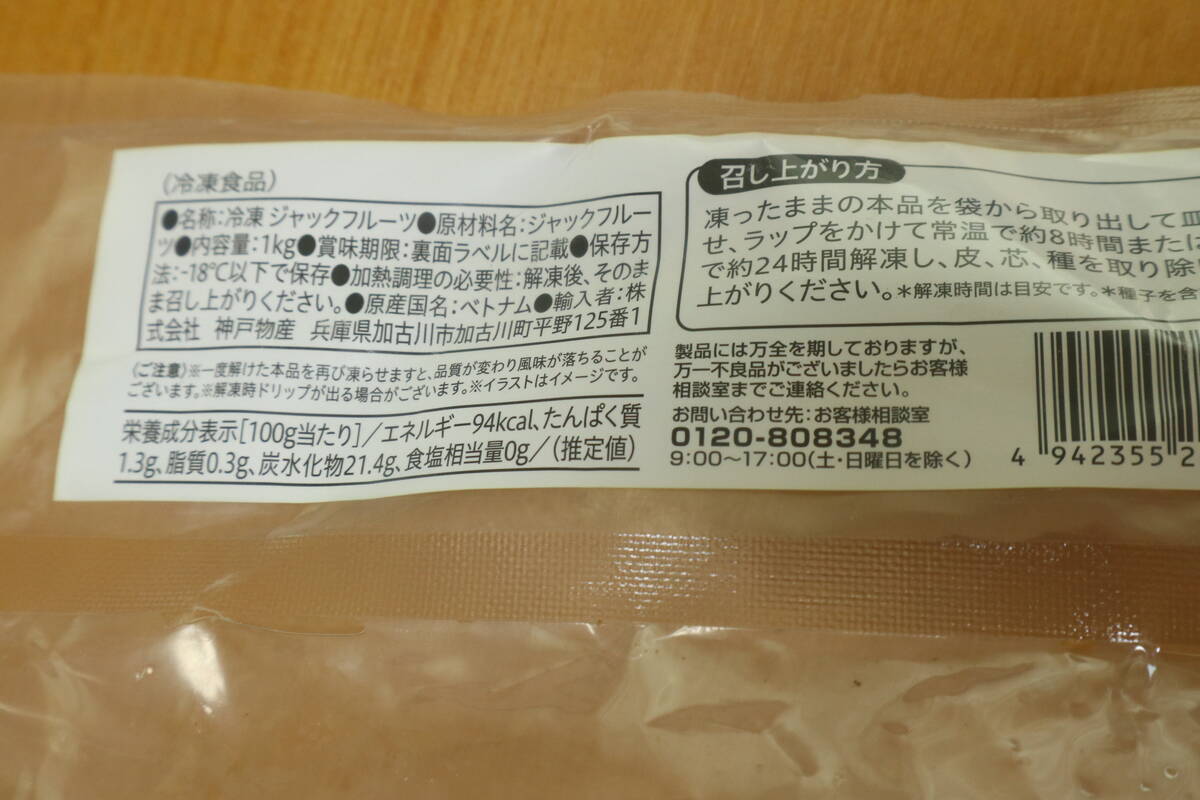 (冷凍食品)
●名称:冷凍 ジャックフルーツ●原材料名:ジャックフルー
ツ●内容量:1kg●賞味期限:裏面ラベルに記載●保存方
法:-18℃以下で保存●加熱調理の必要性:解凍後、そのま
ま召し上がりください。●原産国名:ベトナム●輸入者:株
式会社 神戸物産 兵庫県加古川市加古川町平野125番1
(ご注意)※一度解けた本品を再び凍らせますと、品質が変わり風味が落ちることが
ございます。※解凍時ドリップが出る場合がございます。※イラストはイメージです。
栄養成分表示[100g当たり]/エネルギー94kcal、たんぱく質
1.3g、脂質0.3g、炭水化物21.4g、食塩相当量0g/(推定値)
召し上がり方
凍ったままの本品を袋から取り出して皿
せ、ラップをかけて常温で約8時間または
で約24時間解凍し、皮、芯、種を取り除
上がりください。*解凍時間は目安です。*種子を含
製品には万全を期しておりますが、
万一不良品がございましたらお客様
相談室までご連絡ください。
お問い合わせ先:お客様相談室
0120-808348
9:00～17:00(土・日曜日を除く)
4 942355 2